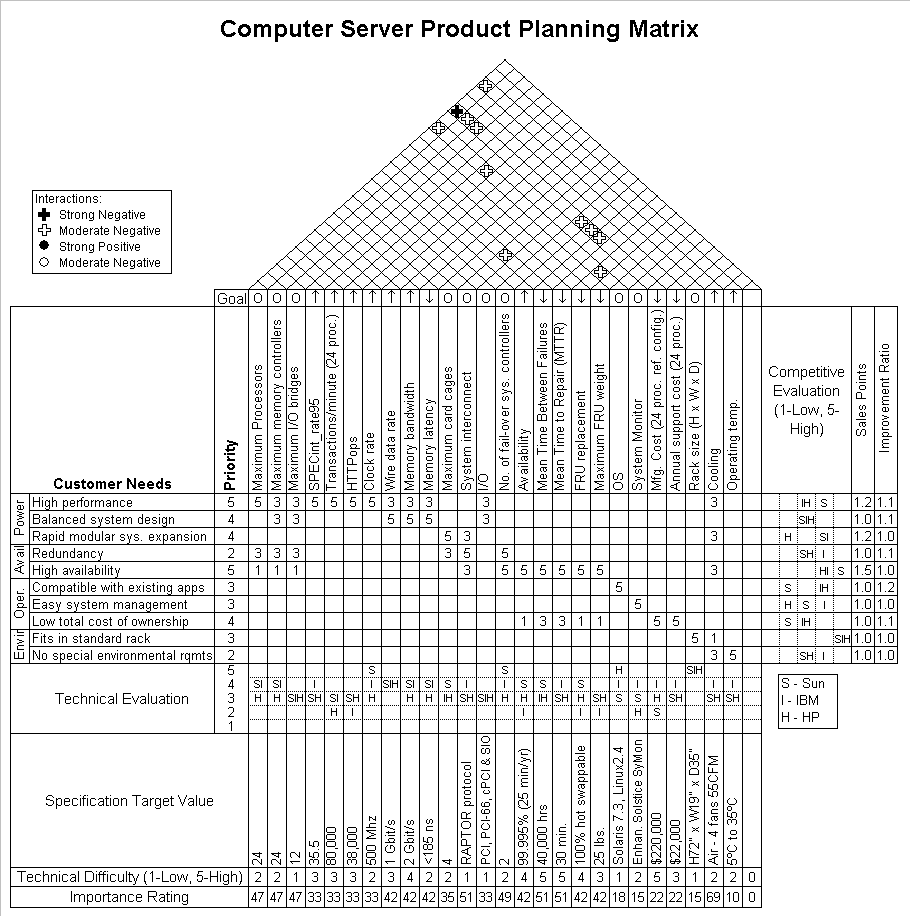 Computer Server Product Planning Matrix
Interactions:
Strong Negative
Moderate Negative
Strong Positive
Moderate Negative
Goal O O O ↑ ↑ ↑ ↑ ↑ ↑ ↓ O O O O ↑ ↓ ↓ ↑ ↓ O O ↓ ↓ O ↑ ↑
Customer Needs
Priority
Maximum Processors
Maximum memory controllers
Maximum I/O bridges
SPECint_rate95
Transactions/minute (24 proc.)
HTTPops
Clock rate
Wire data rate
Memory bandwidth
Memory latency
Maximum card cages
System interconnect
I/O
No. of fail-over sys. controllers
Availability
Mean Time Between Failures
Mean Time to Repair (MTTR)
FRU replacement
Maximum FRU weight
OS
System Monitor
Mfg. Cost (24 proc. ref. config.)
Annual support cost (24 proc.)
Rack size (H x W x D)
Cooling
Operating temp.
Competitive
Evaluation
(1-Low, 5-
High)
Sales Points
Improvement Ratio
Power
High performance 5 5 3 3 5 5 5 5 3 3 3 3 3 IH S 1.2 1.1
Balanced system design 4 3 3 5 5 5 3 SIH 1.0 1.1
Rapid modular sys. expansion 4 5 3 3 H SI 1.2 1.0
Avail
Redundancy 2 3 3 3 3 5 5 SH I 1.0 1.1
High availability 5 1 1 1 3 5 5 5 5 5 5 3 HI S 1.5 1.0
Oper.
Compatible with existing apps 3 5 S IH 1.0 1.2
Easy system management 3 5 H S I 1.0 1.0
Low total cost of ownership 4 1 3 3 1 1 5 5 S IH 1.0 1.1
Envir
Fits in standard rack 3 5 1 SIH 1.0 1.0
No special environmental rqmts 2 3 5 SH I 1.0 1.0
Technical Evaluation
5 S S H SIH
4 SI SI I S I SIH SI SI S I I S S S S I I I I I I
3 H H SIH SH SI SH H H H H IH SH SIH H H IH SH H SH S S H SH SH SH
2 H I I I I H S
1
S - Sun
I - IBM
H - HP
Specification Target Value
24
24
12
35.5
80,000
38,000
500 Mhz
1 Gbit/s
2 Gbit/s
<185 ns
4
RAPTOR protocol
PCI, PCI-66, cPCI & SIO
2
99.995% (25 min/yr)
40,000 hrs
30 min.
100% hot swappable
25 lbs.
Solaris 7.3, Linux2.4
Enhan. Solstice SyMon
$220,000
$22,000
H72" x W19" x D35"
Air - 4 fans 55CFM
5ºC to 35ºC
Technical Difficulty (1-Low, 5-High) 2 2 1 3 3 3 3 3 4 2 2 1 1 2 4 5 5 4 3 1 2 5 3 1 2 2 0
Importance Rating 47 47 47 33 33 33 33 42 42 42 35 51 33 49 42 51 51 42 42 18 15 22 22 15 69 10 0